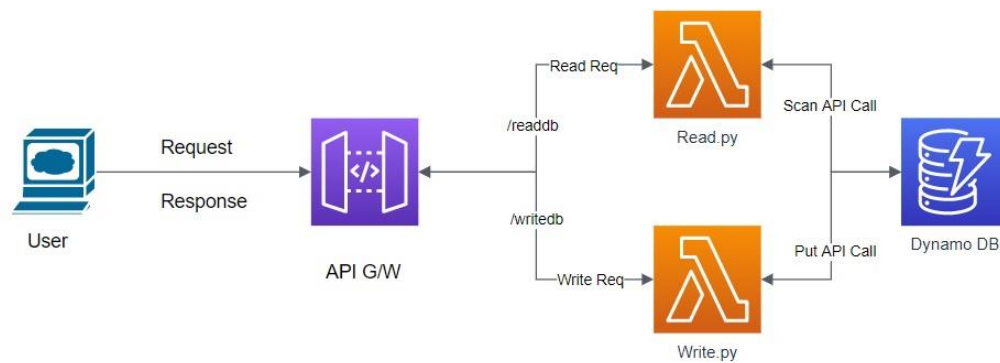 Request
Response
User
</>
API G/W
/readdb
/writedb
Read Req
Write Req
Read.py
Write.py
Scan API Call
Put API Call
Dynamo DB